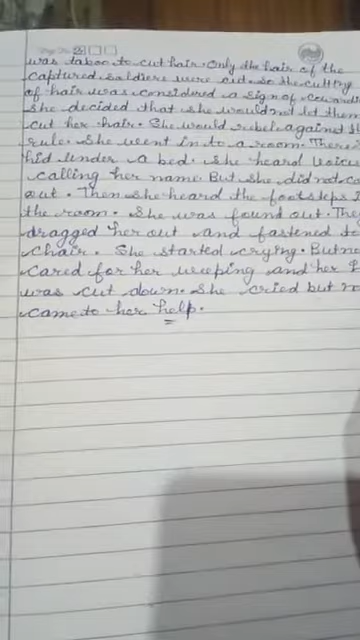 was taboo to cut hair. Only the hair of the
captured soldiers were cut. so the cutting
of hair was considered a sign of
she decided that she would not let them
cut her hair. She would rebel against
rule. She went in to a room. There
hid under a bed. she heard voices
calling her name. But she did not
out. Then she heard the footsteps
the room. She was found out. The
dragged her out and fastened to
chair. She started crying. But
cared for her weeping and her
was cut down. she cried but
came to her help.